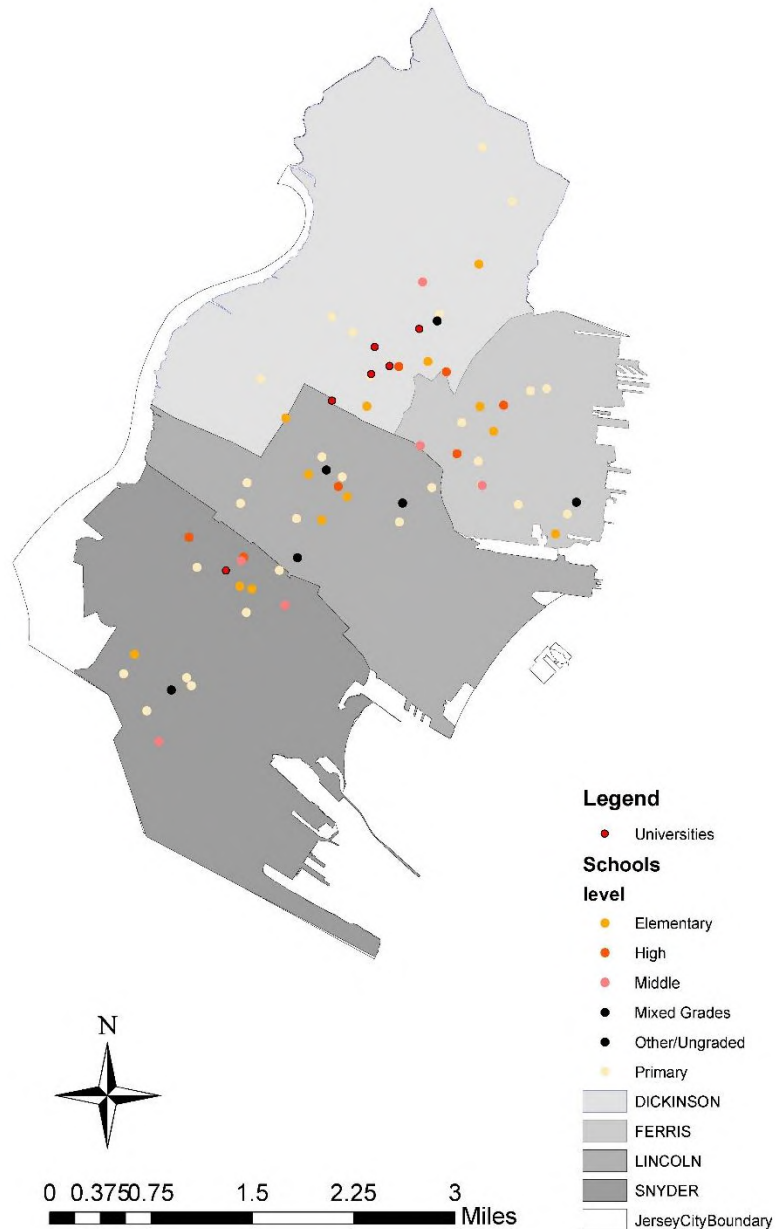 Legend
Universities
Schools
level
Elementary
High
Middle
Mixed Grades
Other/Ungraded
Primary
DICKINSON
FERRIS
LINCOLN
SNYDER
JerseyCityBoundary
N
0 0.375 0.75 1.5 2.25 3
Miles